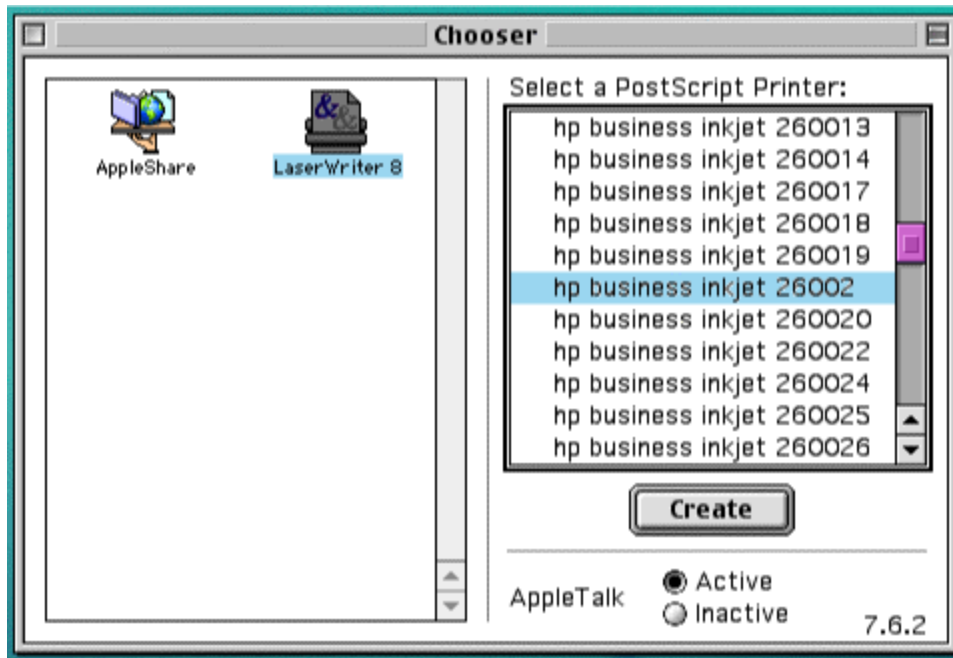 Chooser
AppleShare
LaserWriter 8
Select a PostScript Printer:
hp business inkjet 260013
hp business inkjet 260014
hp business inkjet 260017
hp business inkjet 260018
hp business inkjet 260019
hp business inkjet 26002
hp business inkjet 260020
hp business inkjet 260022
hp business inkjet 260024
hp business inkjet 260025
hp business inkjet 260026
Create
AppleTalk
Active
Inactive
7.6.2